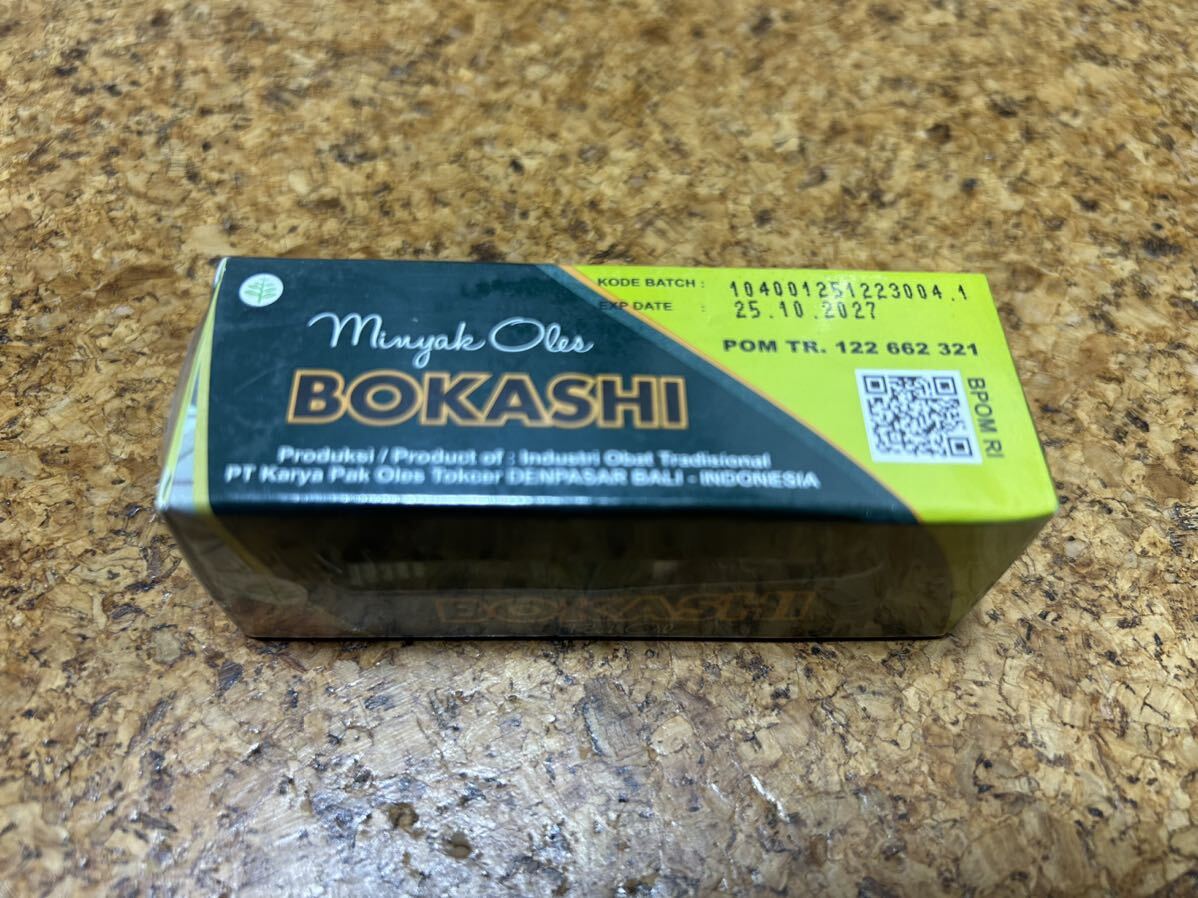 KODE BATCH : 104001251223004.1
EXP DATE : 25.10.2027
POM TR. 122 662 321
Minyak Oles
BOKASHI
Produksi / Product of : Industri Obat Tradisional
PT Karya Pak Oles Tokcer DENPASAR BALI - INDONESIA
BPOM RI
BOKASHI